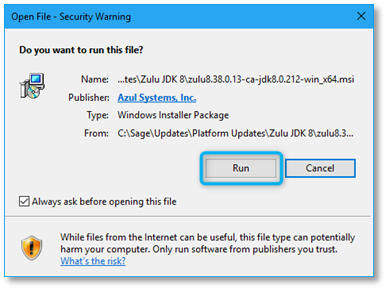 Open File - Security Warning
Do you want to run this file?
Name: ...tes\Zulu JDK 8\zulu8.38.0.13-ca-jdk8.0.212-win_x64.msi
Publisher: Azul Systems, Inc.
Type: Windows Installer Package
From: C:\Sage\Updates\Platform Updates\Zulu JDK 8\zulu8.3...
Run Cancel
Always ask before opening this file
While files from the Internet can be useful, this file type can potentially
harm your computer. Only run software from publishers you trust.
What's the risk?